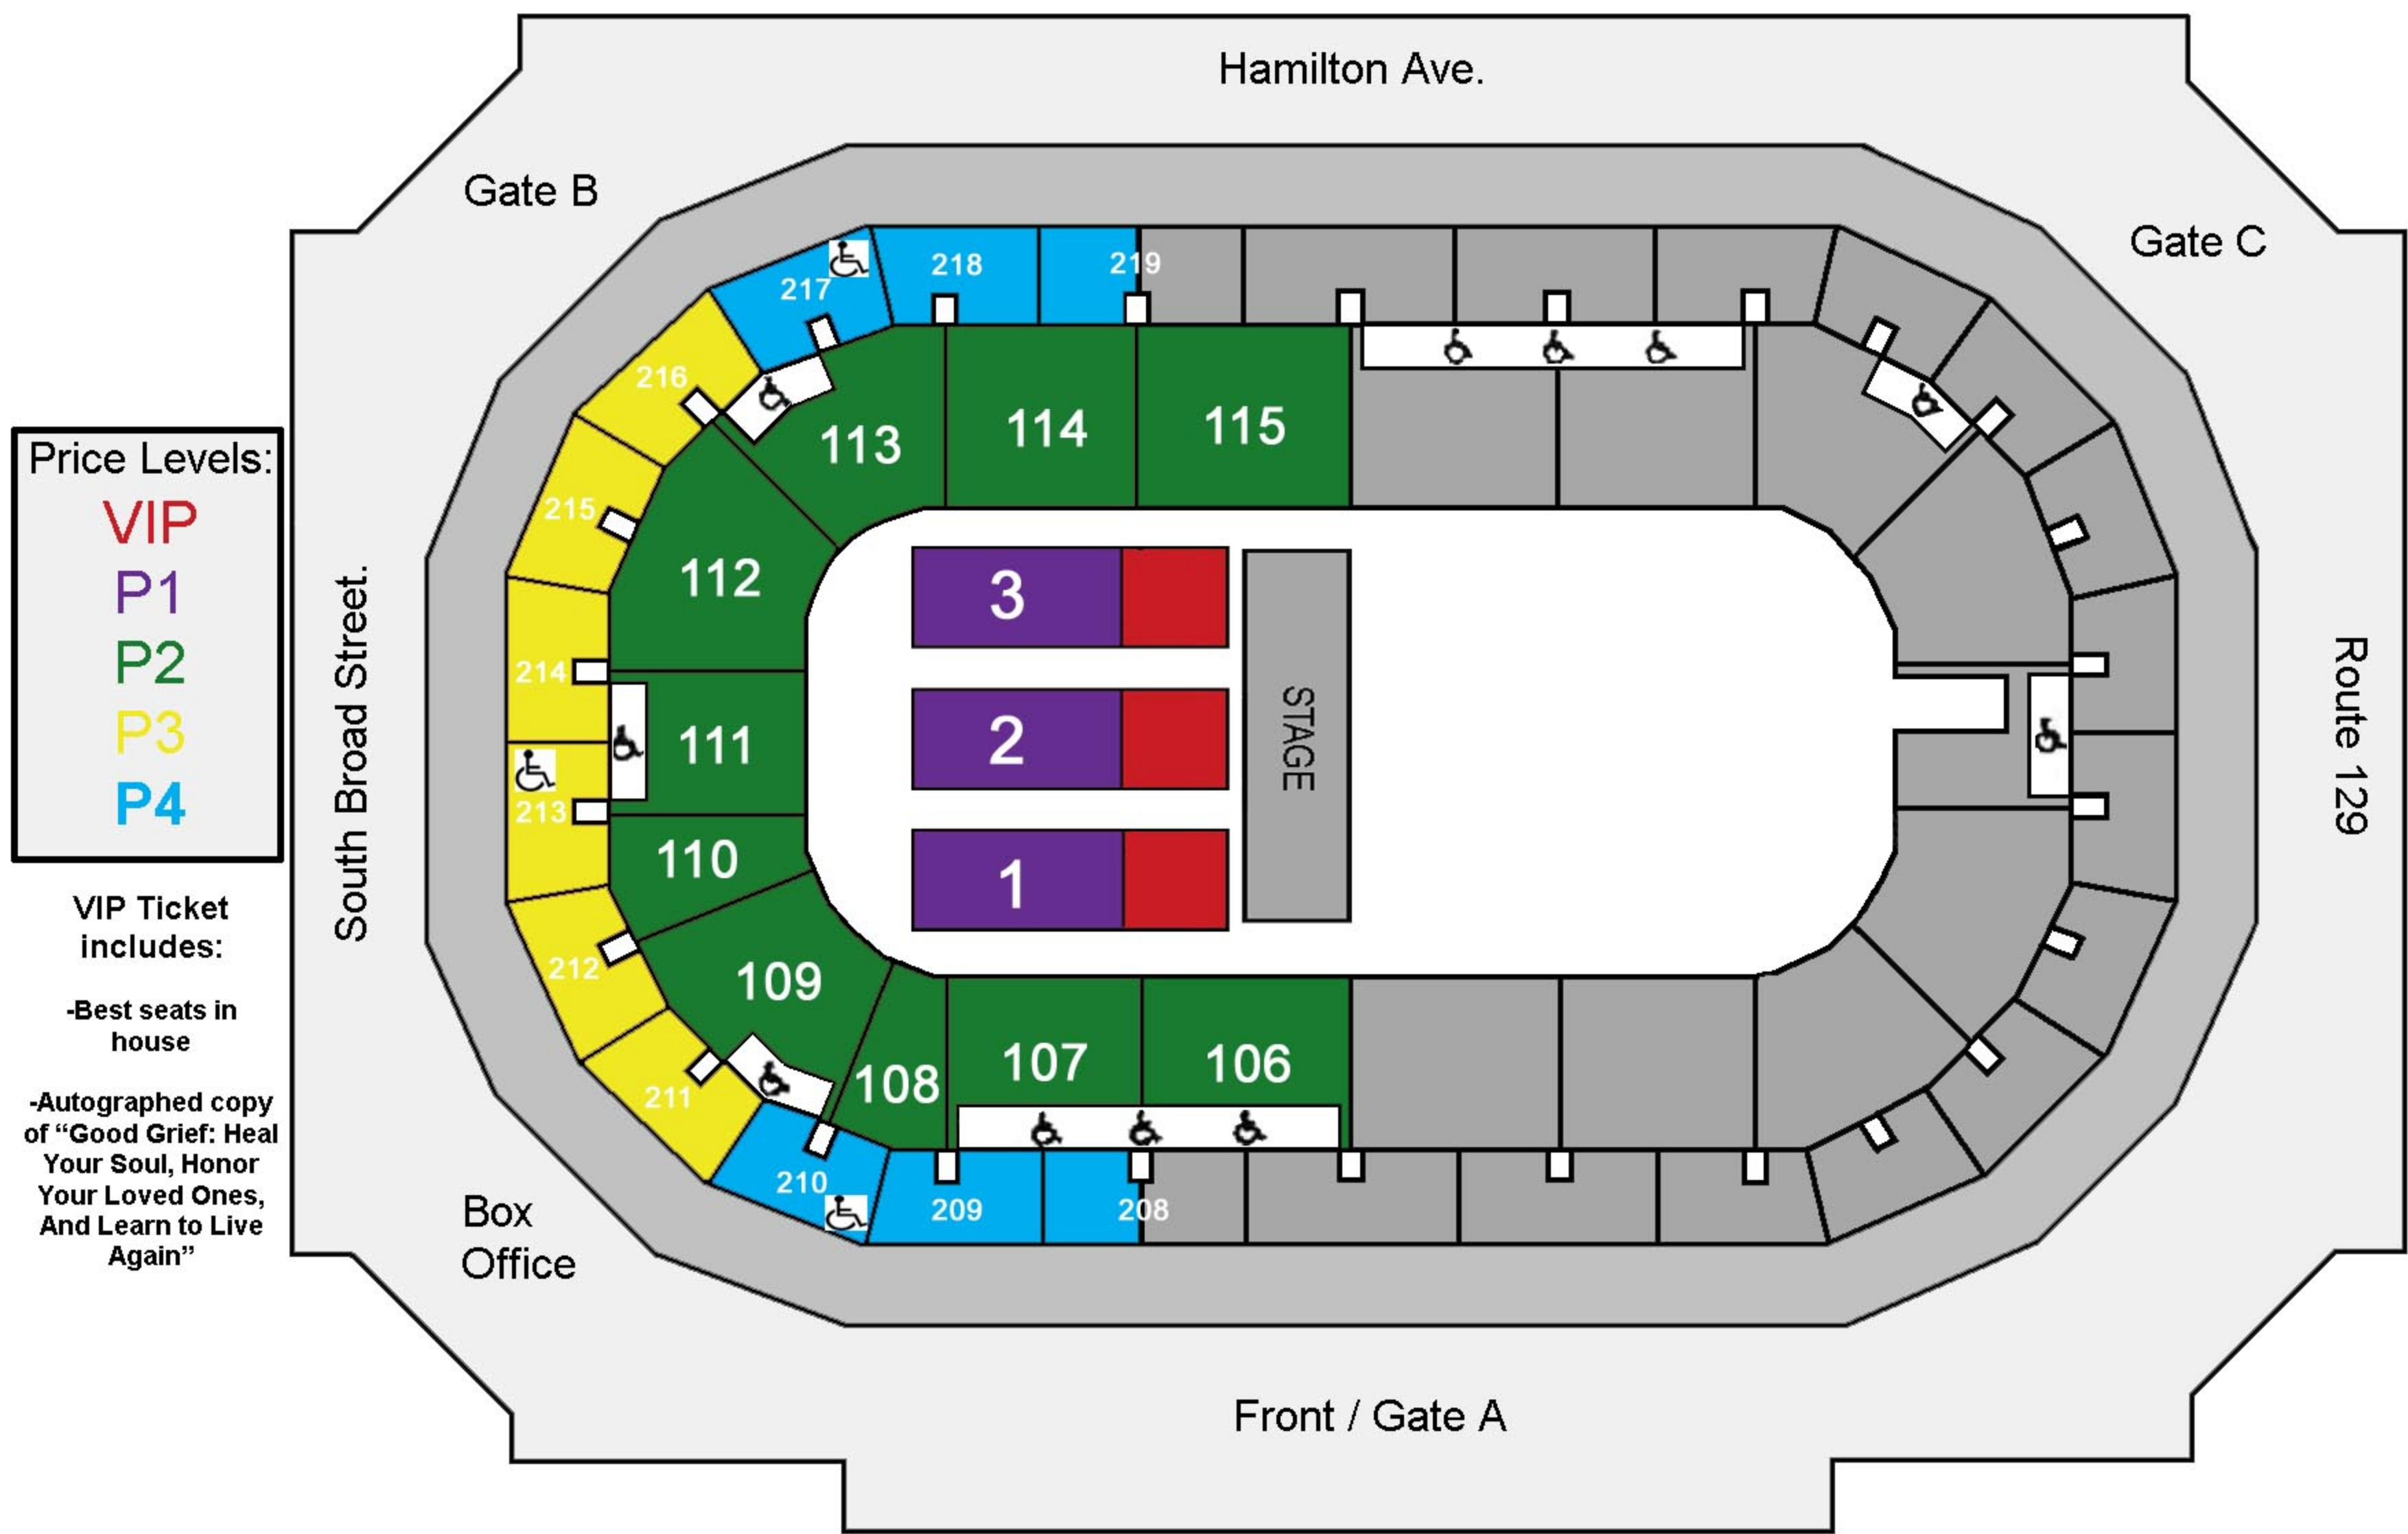 Hamilton Ave.
Gate B
Gate C
218
219
217
216
113
114
115
215
112
3
214
111
2
STAGE
213
110
1
212
109
211
108
107
106
210
209
208
Price Levels:
VIP
P1
P2
P3
P4
South Broad Street.
Route 129
VIP Ticket
includes:
-Best seats in
house
-Autographed copy
of “Good Grief: Heal
Your Soul, Honor
Your Loved Ones,
And Learn to Live
Again”
Box
Office
Front / Gate A